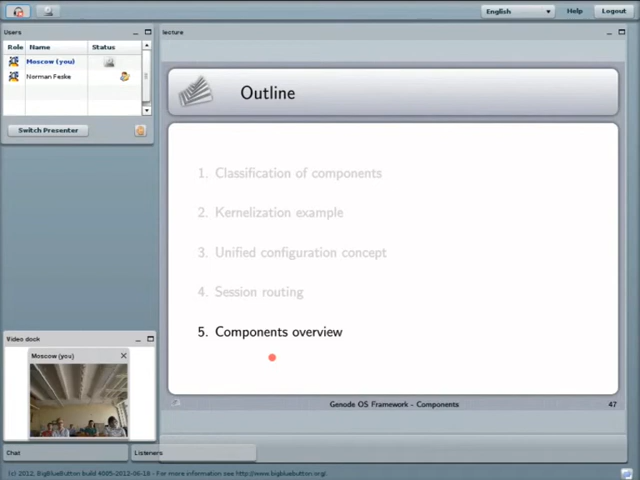 English
Help
Logout
Users
Role Name Status
Moscow (you)
Norman Feske
Switch Presenter
lecture
Outline
1. Classification of components
2. Kernelization example
3. Unified configuration concept
4. Session routing
5. Components overview
Genode OS Framework - Components 47
Video dock
Moscow (you)
Chat
Listeners
(c) 2012, BigBlueButton build 4005-2012-06-19 - For more information see http://www.bigbluebutton.org/.